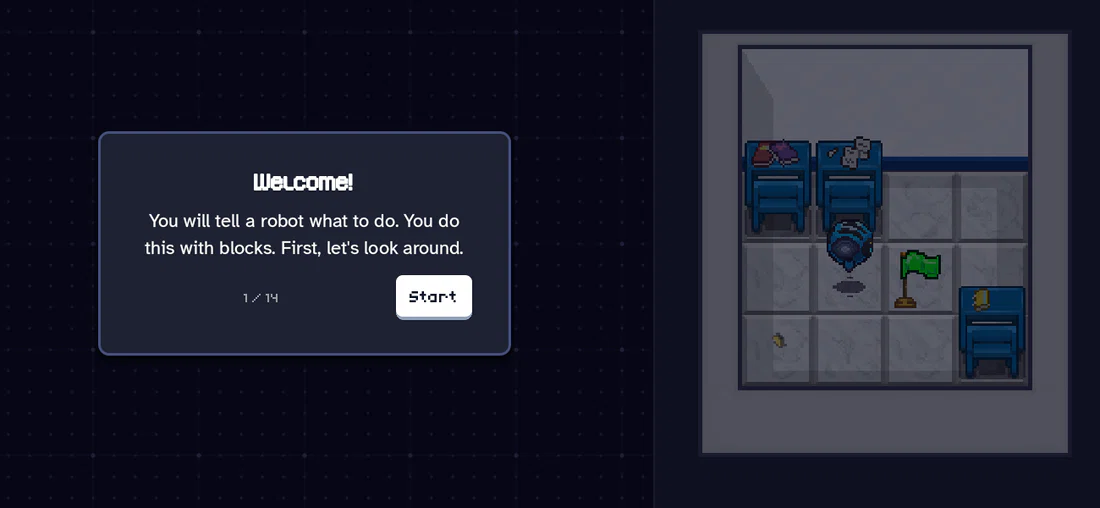 Welcome!
You will tell a robot what to do. You do
this with blocks. First, let's look around.
1 / 14
Start